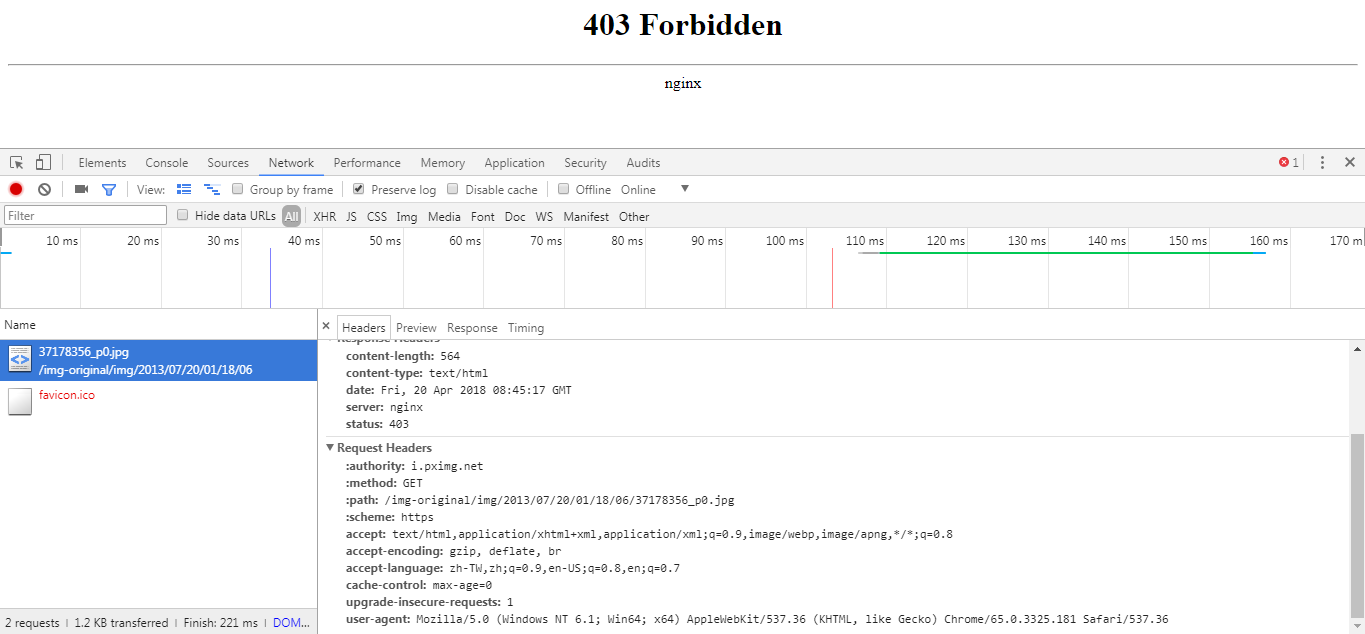 403 Forbidden
nginx
Elements Console Sources Network Performance Memory Application Security Audits 1
View: Group by frame Preserve log Disable cache Offline Online
Filter Hide data URLs All XHR JS CSS Img Media Font Doc WS Manifest Other
10 ms 20 ms 30 ms 40 ms 50 ms 60 ms 70 ms 80 ms 90 ms 100 ms 110 ms 120 ms 130 ms 140 ms 150 ms 160 ms 170 m
Name
Headers Preview Response Timing
37178356_p0.jpg
/img-original/img/2013/07/20/01/18/06
favicon.ico
Response Headers
content-length: 564
content-type: text/html
date: Fri, 20 Apr 2018 08:45:17 GMT
server: nginx
status: 403
Request Headers
:authority: i.pximg.net
:method: GET
:path: /img-original/img/2013/07/20/01/18/06/37178356_p0.jpg
:scheme: https
accept: text/html,application/xhtml+xml,application/xml;q=0.9,image/webp,image/apng,*/*;q=0.8
accept-encoding: gzip, deflate, br
accept-language: zh-TW,zh;q=0.9,en-US;q=0.8,en;q=0.7
cache-control: max-age=0
upgrade-insecure-requests: 1
user-agent: Mozilla/5.0 (Windows NT 6.1; Win64; x64) AppleWebKit/537.36 (KHTML, like Gecko) Chrome/65.0.3325.181 Safari/537.36
2 requests | 1.2 KB transferred | Finish: 221 ms | DOM...